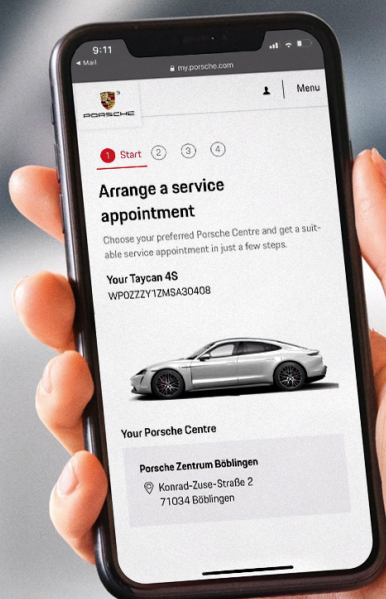 9:11
Mail
my.porsche.com
PORSCHE
Menu
1 Start 2 3 4
Arrange a service
appointment
Choose your preferred Porsche Centre and get a suit-
able service appointment in just a few steps.
Your Taycan 4S
WP0ZZZY1ZMSA30408
Your Porsche Centre
Porsche Zentrum Böblingen
Konrad-Zuse-Straße 2
71034 Böblingen